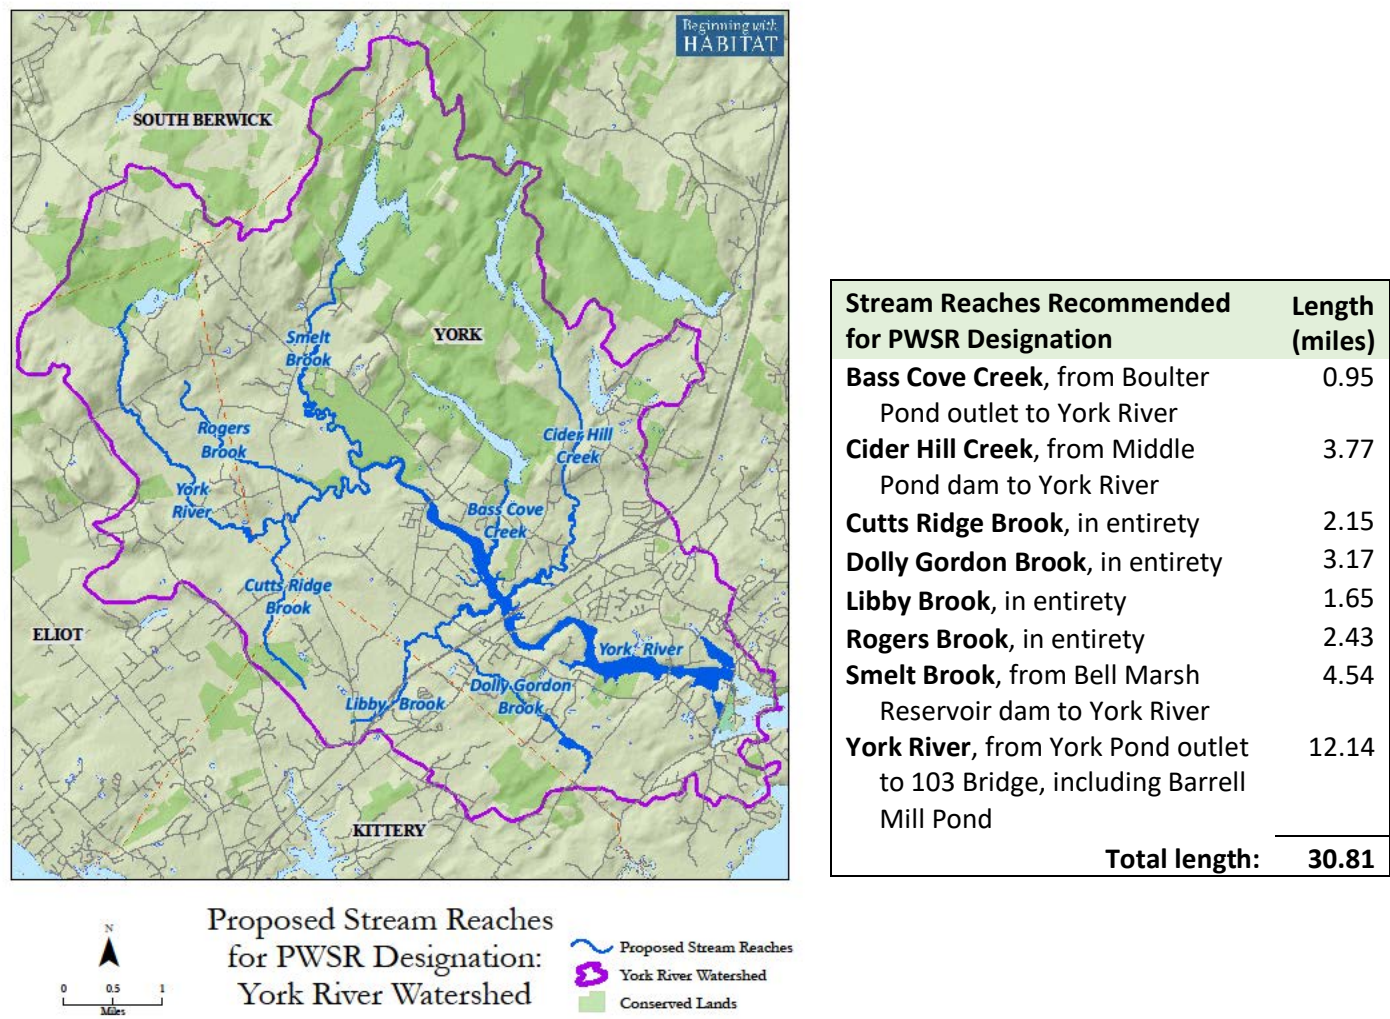 Beginning with
HABITAT
SOUTH BERWICK
Smelt
Brook
YORK
Rogers
Brook
Cider Hill
Creek
York
River
Bass Cove
Creek
Cutts Ridge
Brook
ELIOT
York River
Dolly Gordon
Brook
Libby Brook
KITTERY
Stream Reaches Recommended Length
for PWSR Designation (miles)
Bass Cove Creek, from Boulter 0.95
Pond outlet to York River
Cider Hill Creek, from Middle 3.77
Pond dam to York River
Cutts Ridge Brook, in entirety 2.15
Dolly Gordon Brook, in entirety 3.17
Libby Brook, in entirety 1.65
Rogers Brook, in entirety 2.43
Smelt Brook, from Bell Marsh 4.54
Reservoir dam to York River
York River, from York Pond outlet 12.14
to 103 Bridge, including Barrell
Mill Pond
Total length: 30.81
N
0 0.5 1
Miles
Proposed Stream Reaches
for PWSR Designation:
York River Watershed
Proposed Stream Reaches
York River Watershed
Conserved Lands